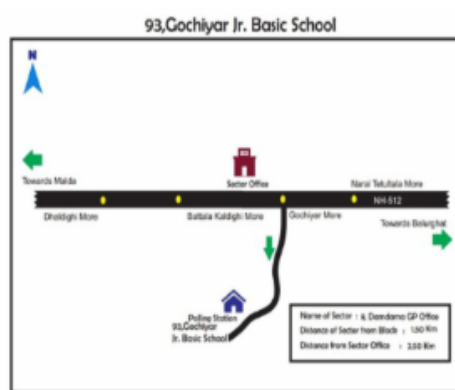 93,Gochiyar Jr. Basic School
N
Towards Malda
Sector Office
Narai Tetultala More
NH-512
Dhaldighi More
Battala Kaldighi More
Gochiyar More
Towards Balurghat
Polling Station
93,Gochiyar
Jr. Basic School
Name of Sector : 6, Damdama GP Office
Distance of Sector from Block : 1.50 Km
Distance from Sector Office : 2.50 Km